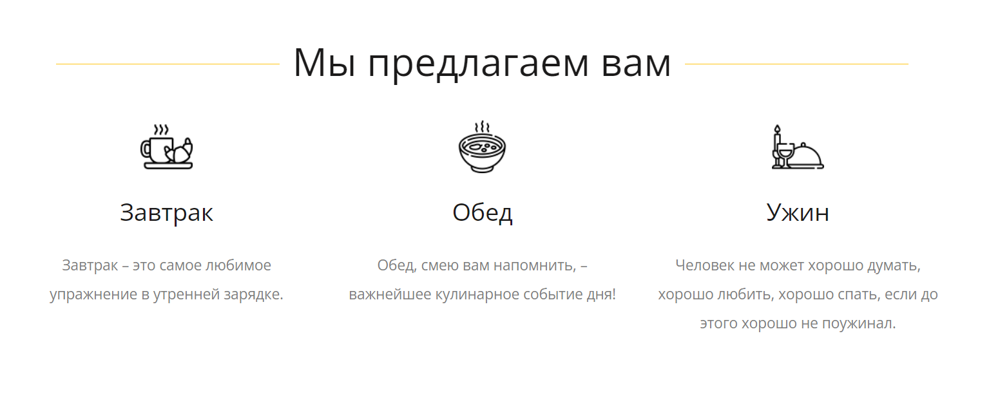 Мы предлагаем вам
Завтрак
Завтрак – это самое любимое
упражнение в утренней зарядке.
Обед
Обед, смею вам напомнить, –
важнейшее кулинарное событие дня!
Ужин
Человек не может хорошо думать,
хорошо любить, хорошо спать, если до
этого хорошо не поужинал.